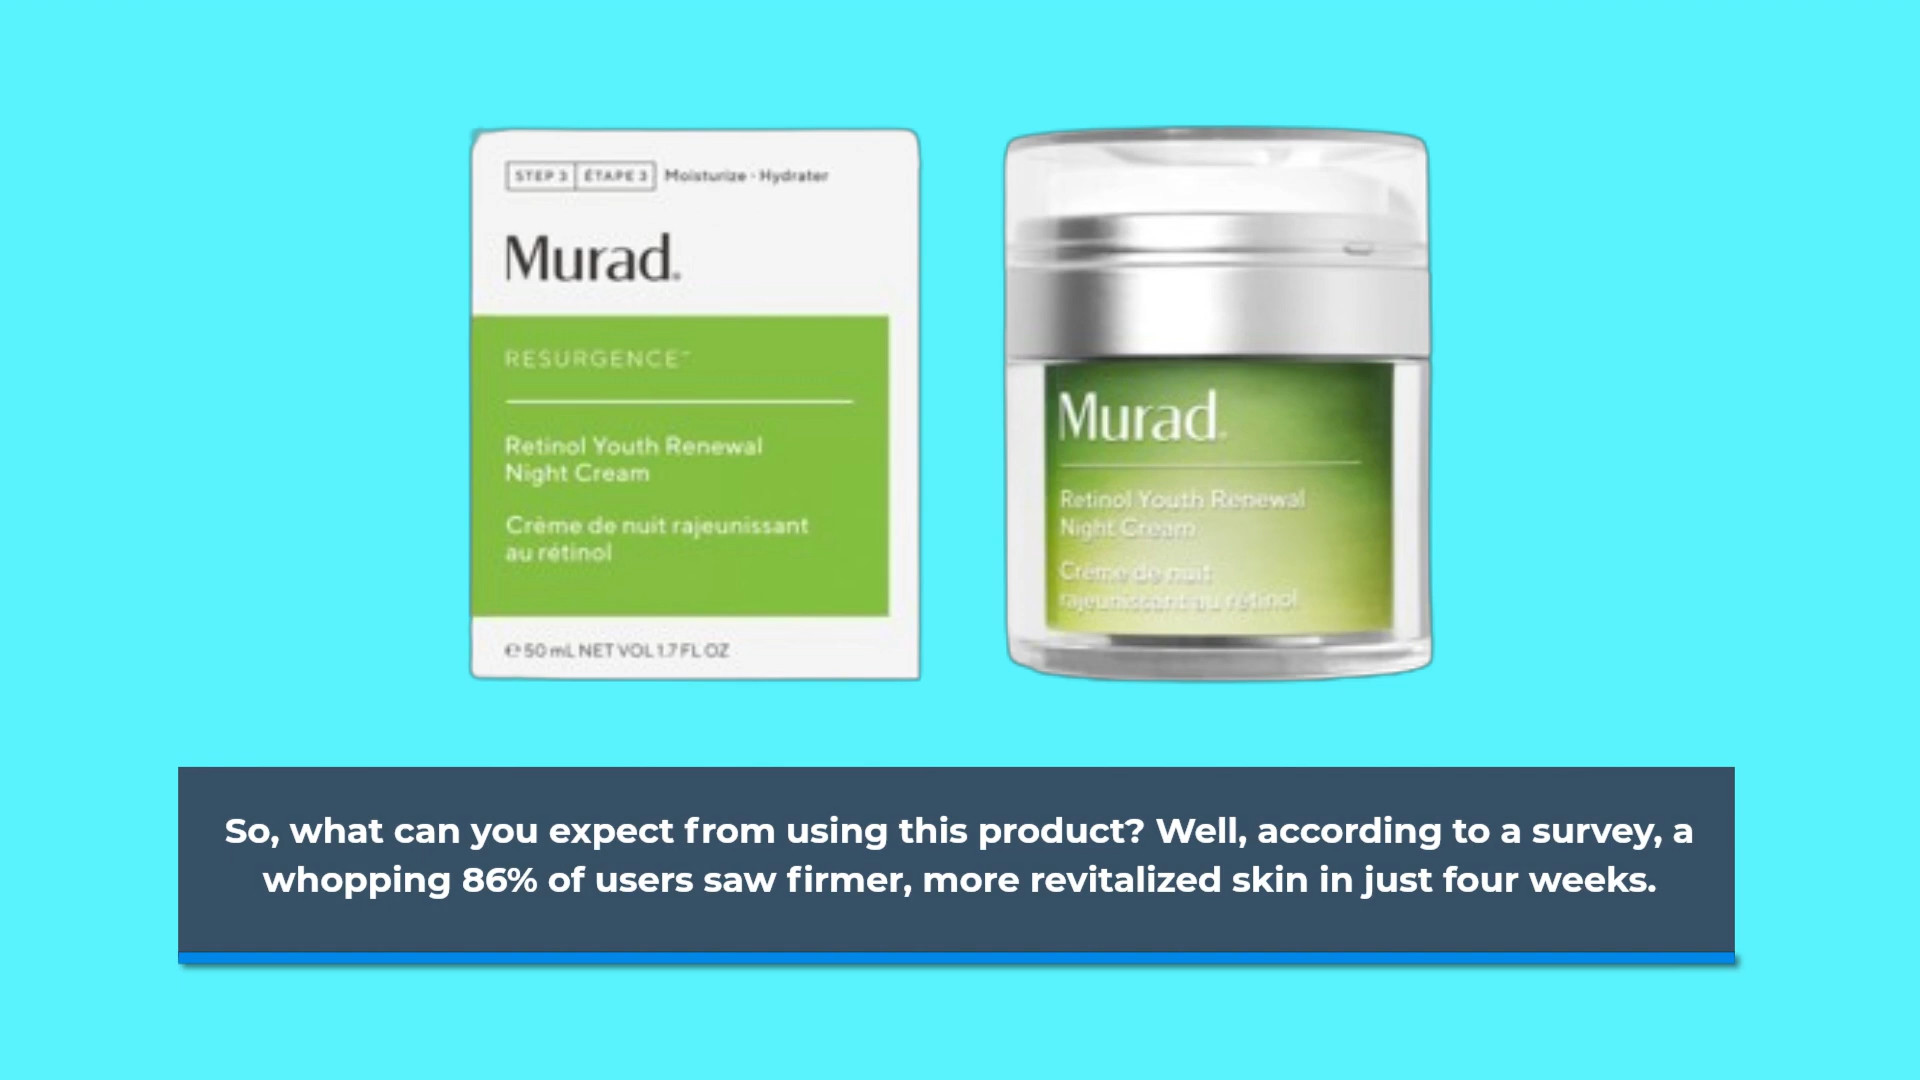 STEP 3 ÉTAPE 3 Moisturize · Hydrater
Murad.
RESURGENCE™
Retinol Youth Renewal
Night Cream
Crème de nuit rajeunissant
au rétinol
℮ 50 mL NET VOL 1.7 FL OZ
Murad.
Retinol Youth Renewal
Night Cream
Crème de nuit
rajeunissant au rétinol
So, what can you expect from using this product? Well, according to a survey, a
whopping 86% of users saw firmer, more revitalized skin in just four weeks.